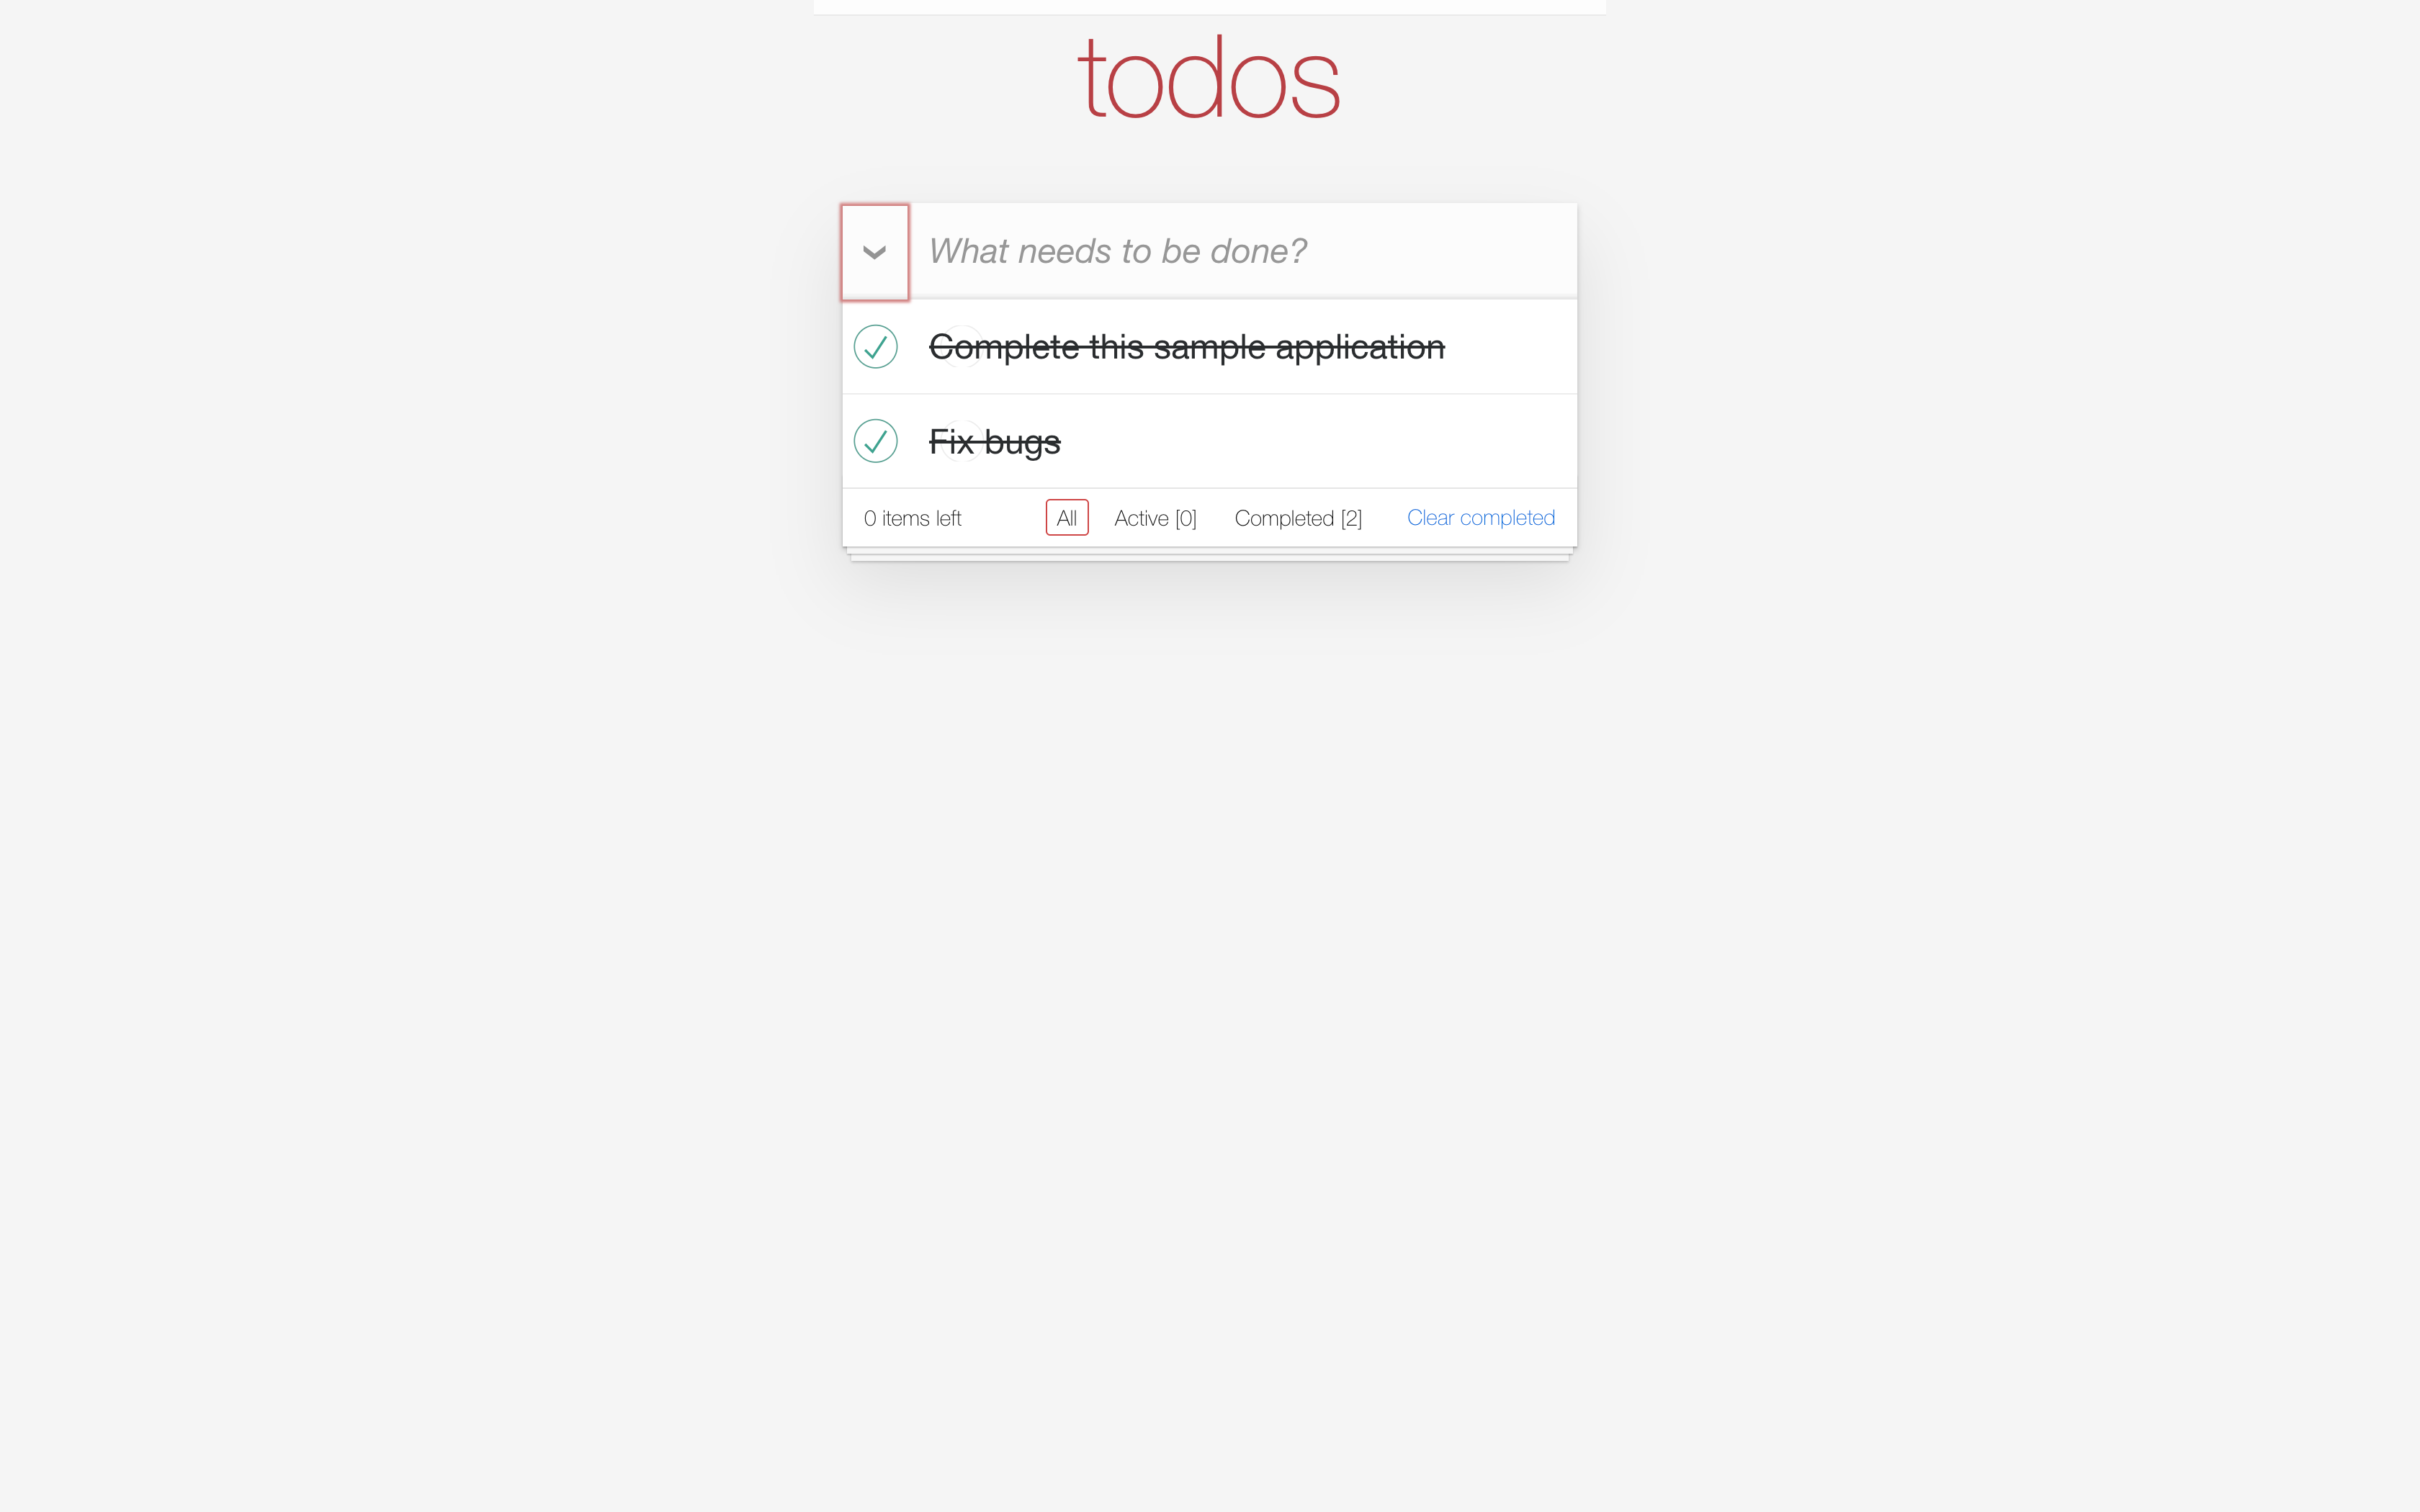 todos
What needs to be done?
Complete this sample application
Fix bugs
0 items left All Active [0] Completed [2] Clear completed